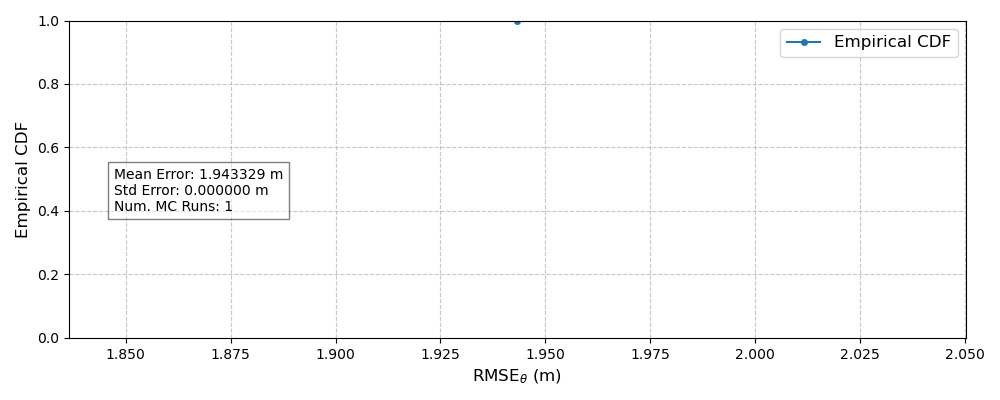 1.0
0.8
0.6
0.4
0.2
0.0
Empirical CDF
Empirical CDF
Mean Error: 1.943329 m
Std Error: 0.000000 m
Num. MC Runs: 1
1.850 1.875 1.900 1.925 1.950 1.975 2.000 2.025 2.050
RMSE_θ (m)